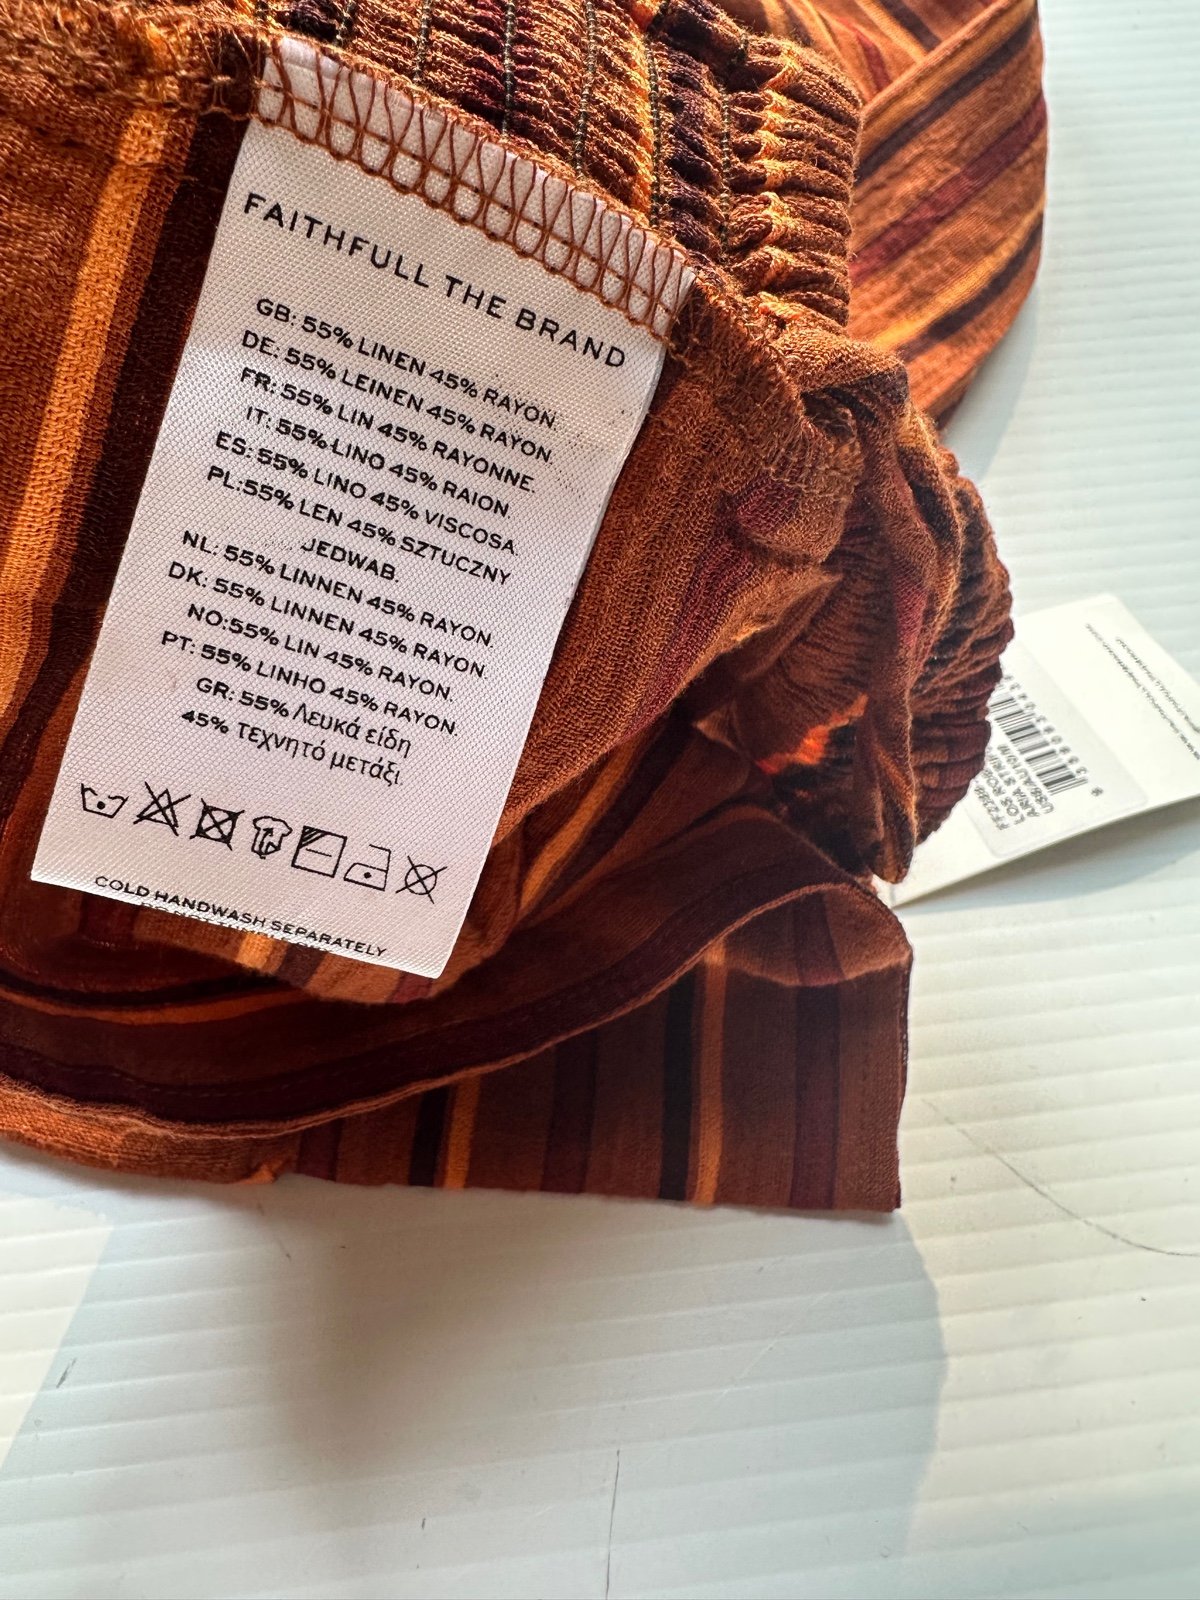 FAITHFULL THE BRAND
GB: 55% LINEN 45% RAYON
DE: 55% LEINEN 45% RAYON.
FR: 55% LIN 45% RAYONNE.
IT: 55% LINO 45% RAION.
ES: 55% LINO 45% VISCOSA
PL:55% LEN 45% SZTUCZNY
JEDWAB.
NL: 55% LINNEN 45% RAYON.
DK: 55% LINNEN 45% RAYON
NO:55% LIN 45% RAYON.
PT: 55% LINHO 45% RAYON.
GR: 55% Λευκά είδη
45% τεχνητό μετάξι.
COLD HANDWASH SEPARATELY